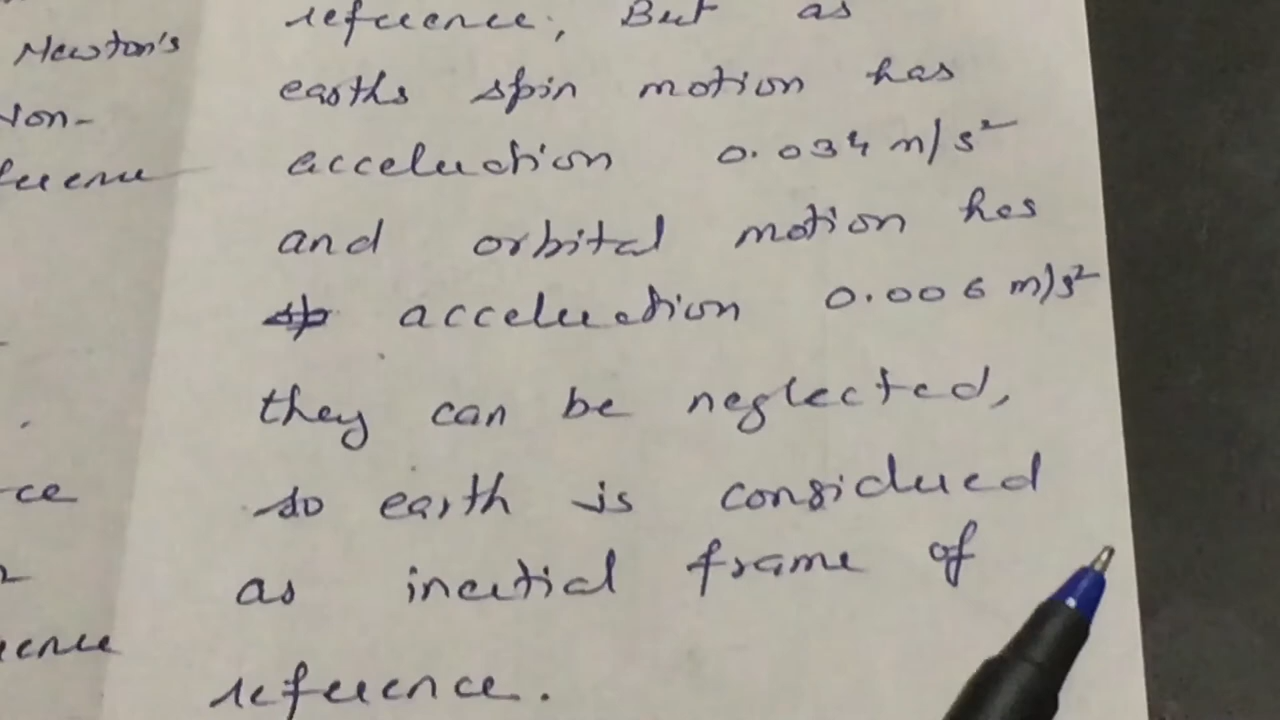 Newton's
reference, But as
earths spin motion has
acceleration 0.034 m/s²
and orbital motion has
acceleration 0.006 m/s²
they can be neglected,
so earth is considered
as inertial frame of
reference.